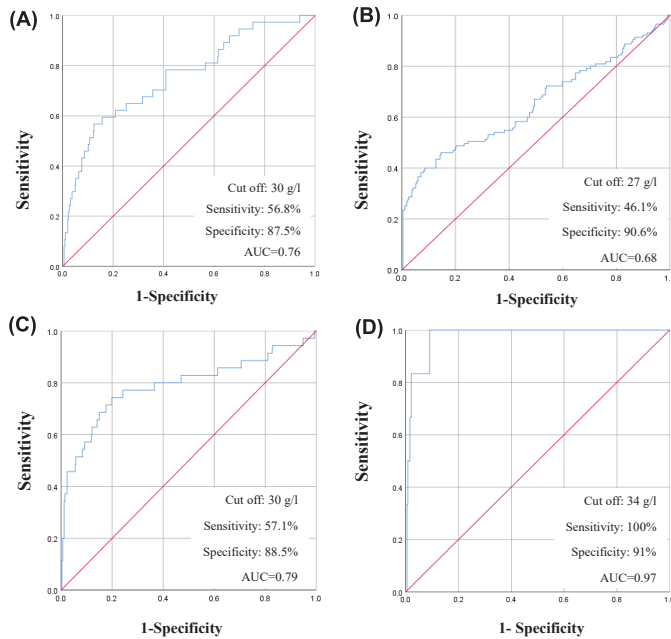 (A)
1.0
0.8
0.6
0.4
0.2
0.0
Sensitivity
Cut off: 30 g/l
Sensitivity: 56.8%
Specificity: 87.5%
AUC=0.76
0.0
0.2
0.4
0.6
0.8
1.0
1-Specificity
(B)
1.0
0.8
0.6
0.4
0.2
0.0
Sensitivity
Cut off: 27 g/l
Sensitivity: 46.1%
Specificity: 90.6%
AUC=0.68
0.0
0.2
0.4
0.6
0.8
1.0
1-Specificity
(C)
1.0
0.8
0.6
0.4
0.2
0.0
Sensitivity
Cut off: 30 g/l
Sensitivity: 57.1%
Specificity: 88.5%
AUC=0.79
0.0
0.2
0.4
0.6
0.8
1.0
1-Specificity
(D)
1.0
0.8
0.6
0.4
0.2
0.0
Sensitivity
Cut off: 34 g/l
Sensitivity: 100%
Specificity: 91%
AUC=0.97
0.0
0.2
0.4
0.6
0.8
1.0
1- Specificity